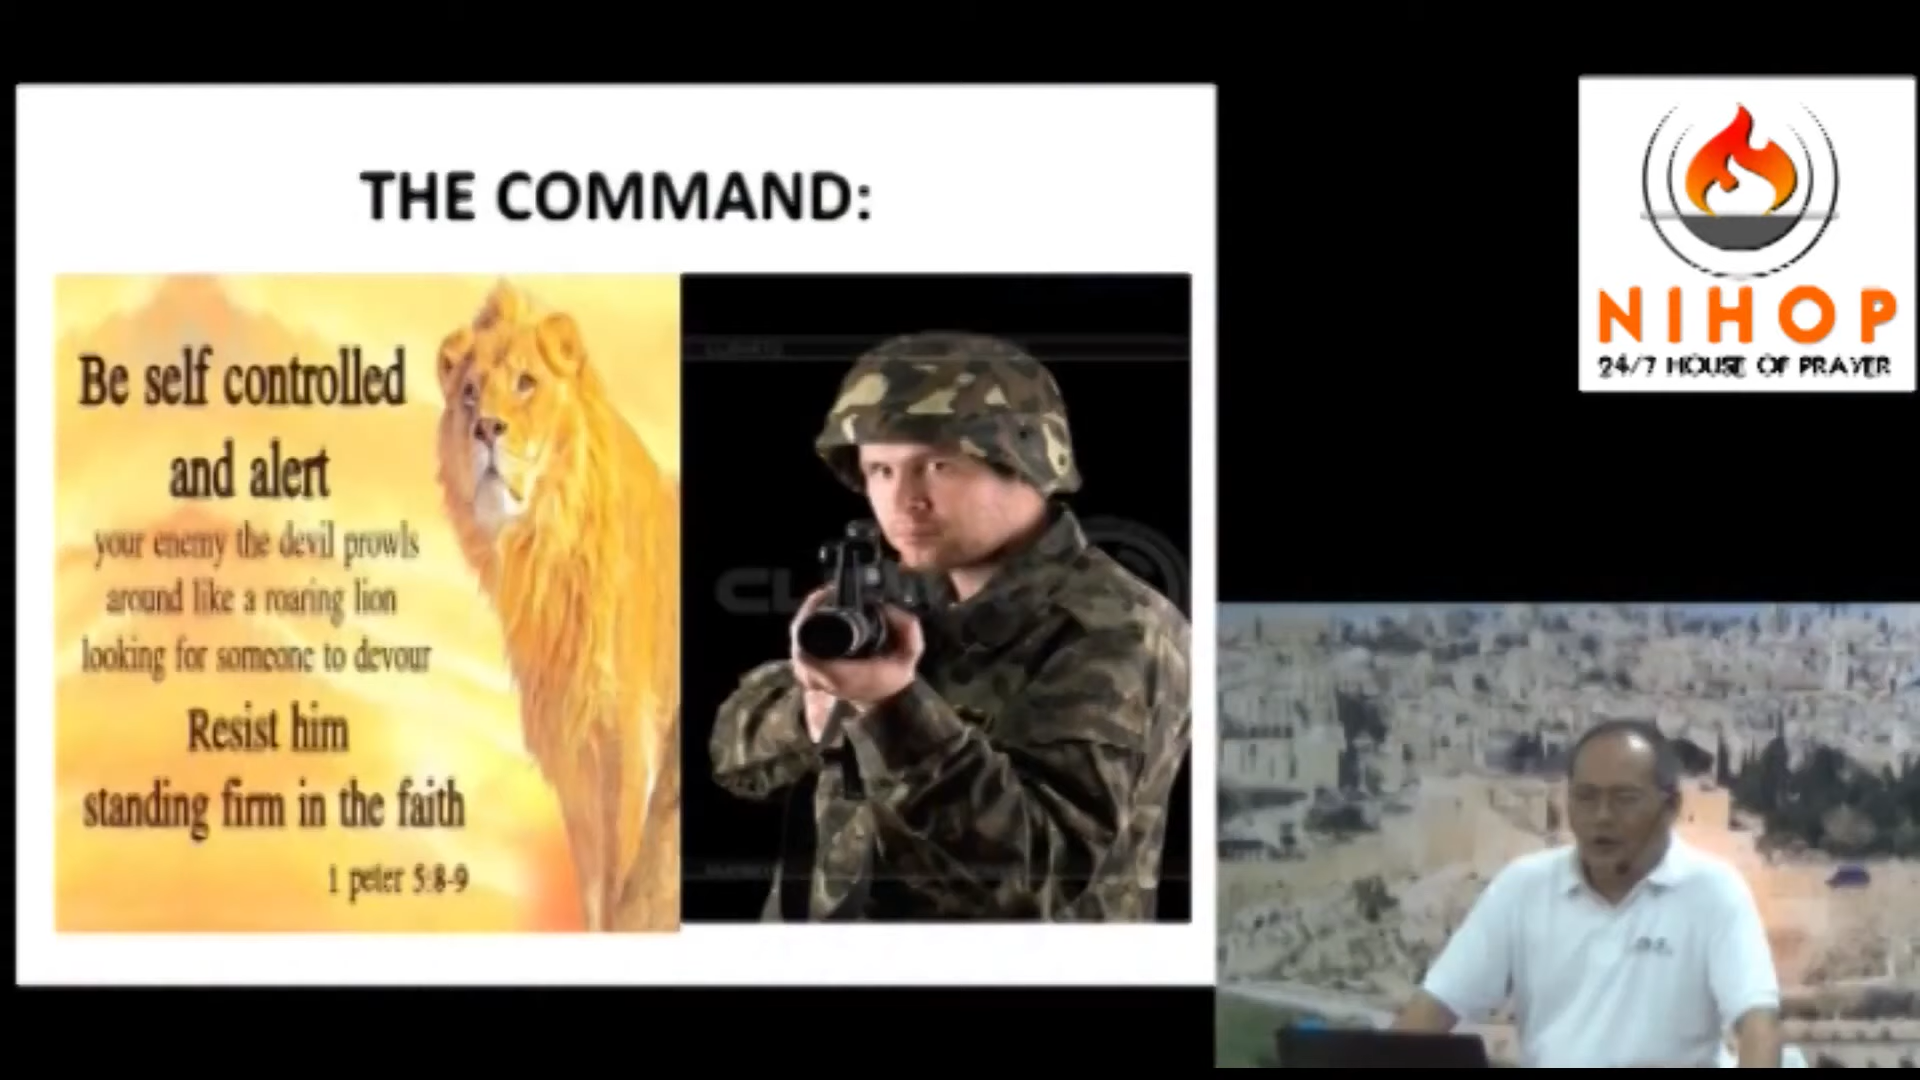 THE COMMAND:
Be self controlled
and alert
your enemy the devil prowls
around like a roaring lion
looking for someone to devour
Resist him
standing firm in the faith
1 peter 5:8-9
NIHOP
24/7 HOUSE OF PRAYER